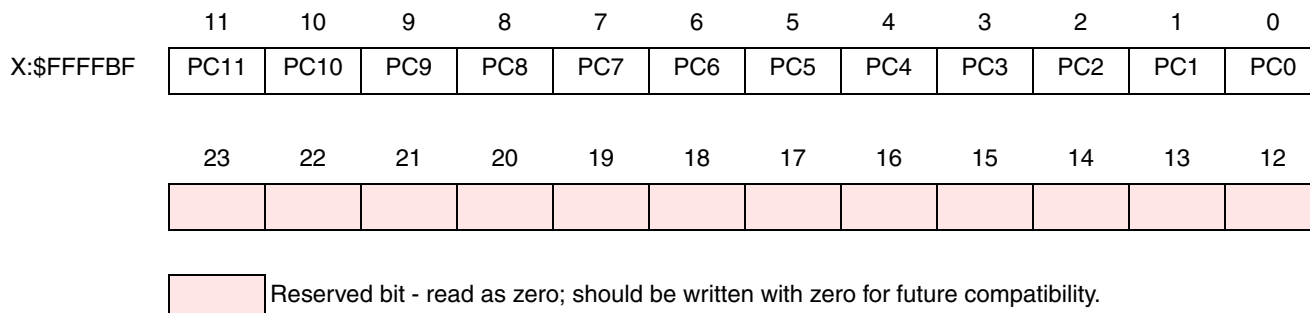 11 10 9 8 7 6 5 4 3 2 1 0
X:$FFFFBF PC11 PC10 PC9 PC8 PC7 PC6 PC5 PC4 PC3 PC2 PC1 PC0
23 22 21 20 19 18 17 16 15 14 13 12
Reserved bit - read as zero; should be written with zero for future compatibility.